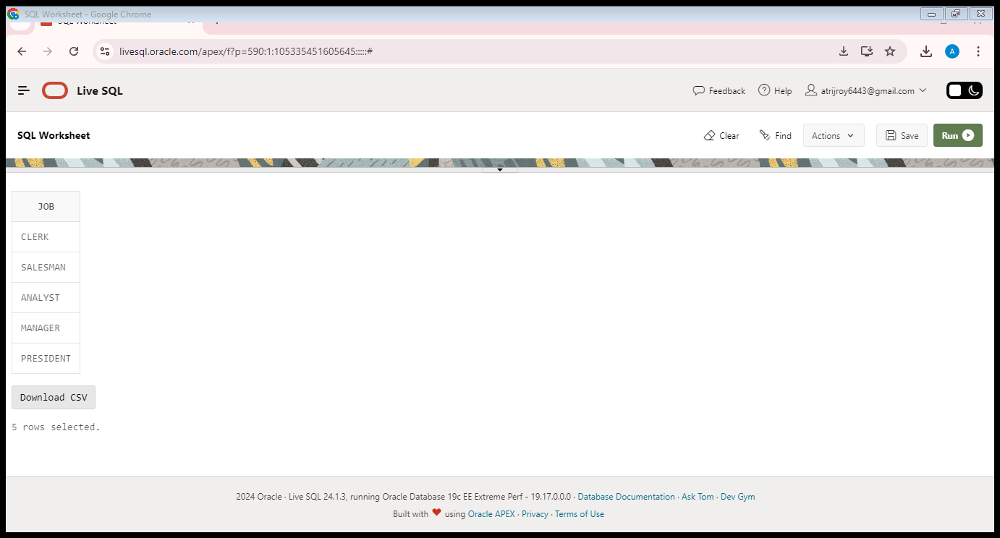 SQL Worksheet - Google Chrome
SQL Worksheet
livesql.oracle.com/apex/f?p=590:1:105335451605645:::::# A
Live SQL Feedback Help atrijroy6443@gmail.com
SQL Worksheet Clear Find Actions Save Run
JOB
CLERK
SALESMAN
ANALYST
MANAGER
PRESIDENT
Download CSV
5 rows selected.
2024 Oracle · Live SQL 24.1.3, running Oracle Database 19c EE Extreme Perf - 19.17.0.0.0 · Database Documentation · Ask Tom · Dev Gym
Built with ❤ using Oracle APEX · Privacy · Terms of Use